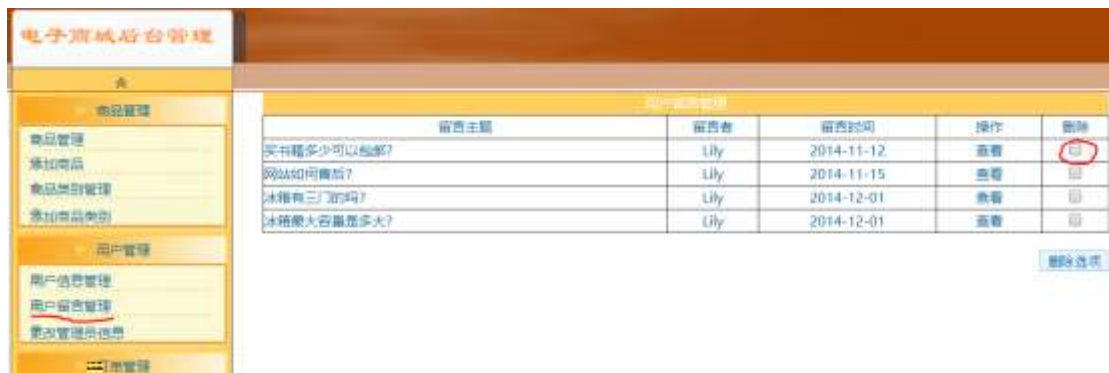 电子商城后台管理
商品管理
商品管理
添加商品
商品类别管理
添加商品类别
用户管理
用户信息管理
用户留言管理
更改管理员信息
订单管理
用户留言管理
留言主题 留言者 留言时间 操作 删除
买书籍多少可以包邮? Lily 2014-11-12 查看
网站如何售后? Lily 2014-11-15 查看
冰箱有三门的吗? Lily 2014-12-01 查看
冰箱最大容量是多大? Lily 2014-12-01 查看
删除选项